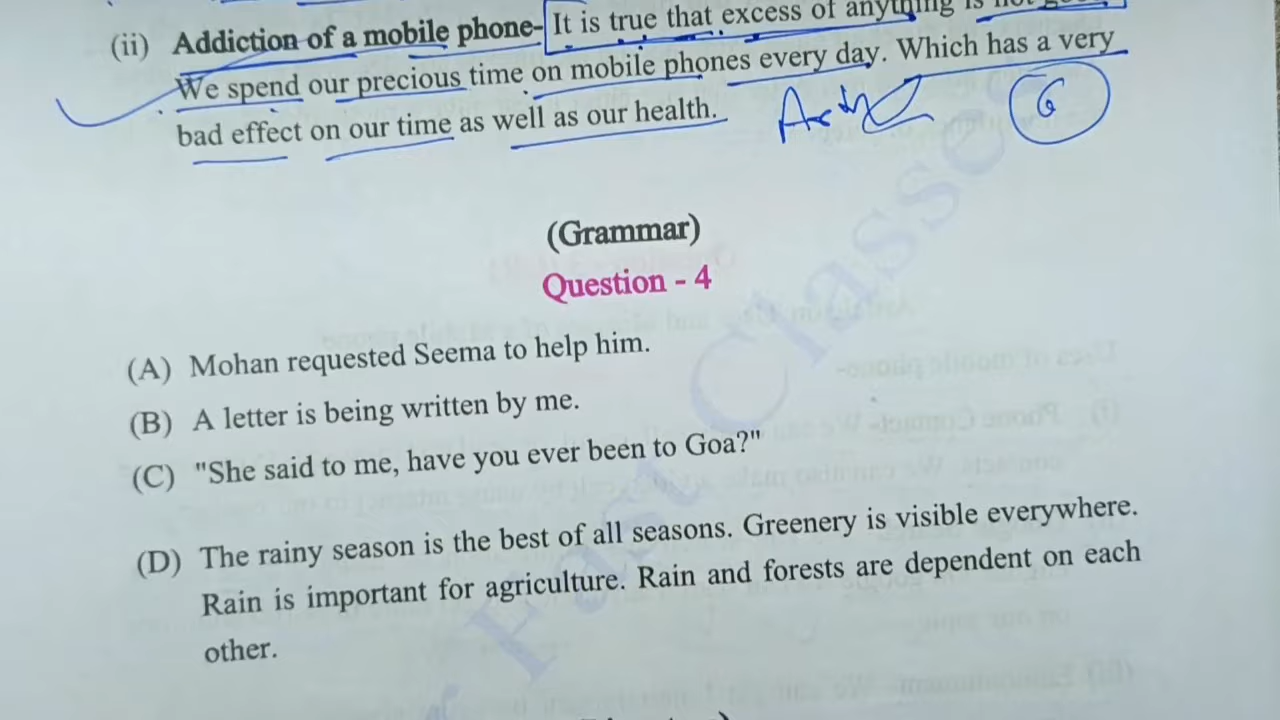 (ii) Addiction of a mobile phone- It is true that excess of anything is not good.
We spend our precious time on mobile phones every day. Which has a very
bad effect on our time as well as our health.
6
(Grammar)
Question - 4
(A) Mohan requested Seema to help him.
(B) A letter is being written by me.
(C) "She said to me, have you ever been to Goa?"
(D) The rainy season is the best of all seasons. Greenery is visible everywhere.
Rain is important for agriculture. Rain and forests are dependent on each
other.